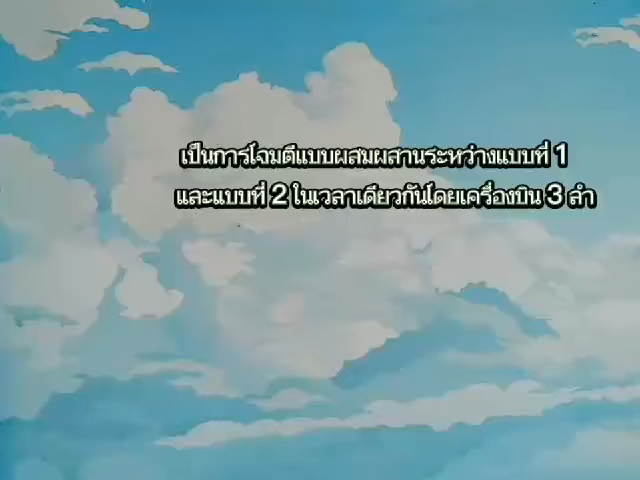 เป็นการโจมตีแบบผสมผสานระหว่างแบบที่ 1
และแบบที่ 2 ในเวลาเดียวกันโดยเครื่องบิน 3 ลำ